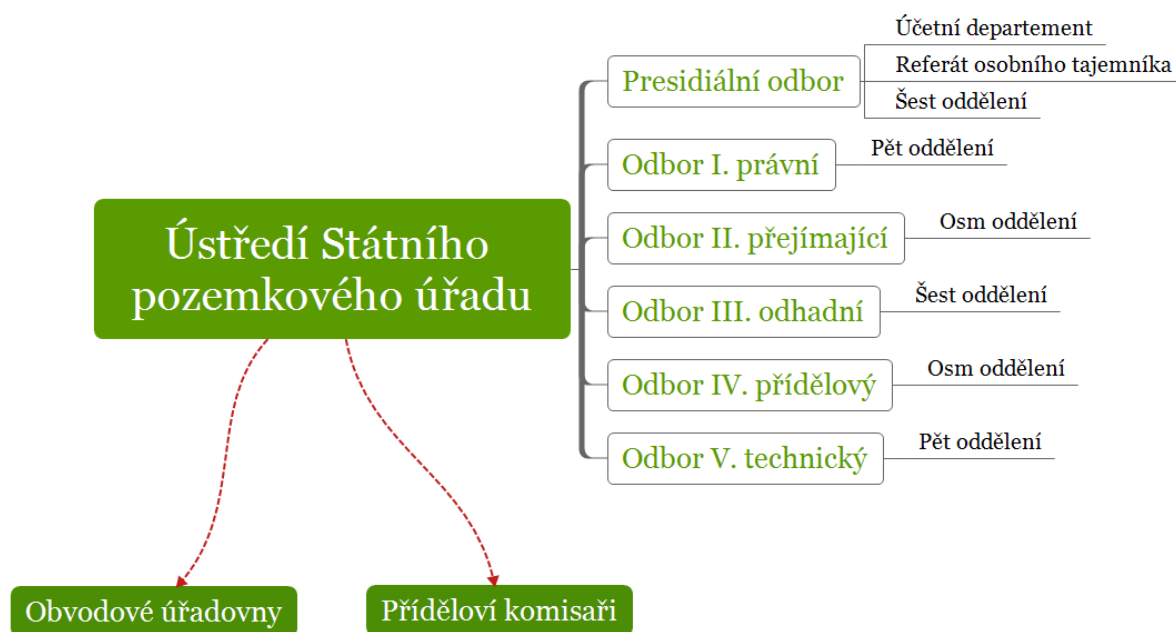 Ústředí Státního
pozemkového úřadu
Presidiální odbor
Účetní departement
Referát osobního tajemníka
Šest oddělení
Odbor I. právní
Pět oddělení
Odbor II. přejímající
Osm oddělení
Odbor III. odhadní
Šest oddělení
Odbor IV. přídělový
Osm oddělení
Odbor V. technický
Pět oddělení
Obvodové úřadovny
Příděloví komisaři